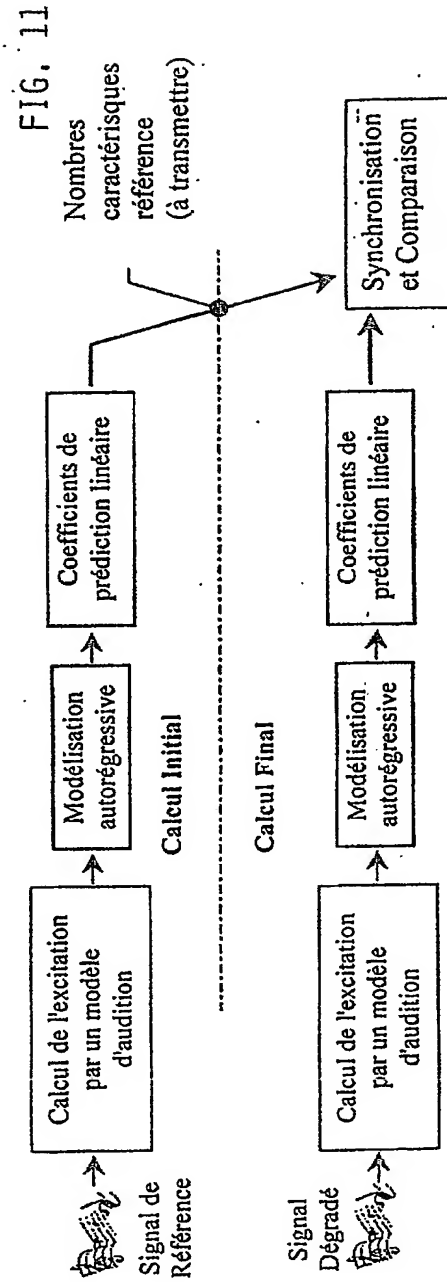 FIG. 11
Nombres
caractérisques
référence
(à transmettre)
Signal de
Référence
Calcul de l'excitation
par un modèle
d'audition
Modélisation
autorégressive
Coefficients de
prédiction linéaire
Calcul Initial
Calcul Final
Signal
Dégradé
Calcul de l'excitation
par un modèle
d'audition
Modélisation
autorégressive
Coefficients de
prédiction linéaire
Synchronisation
et Comparaison